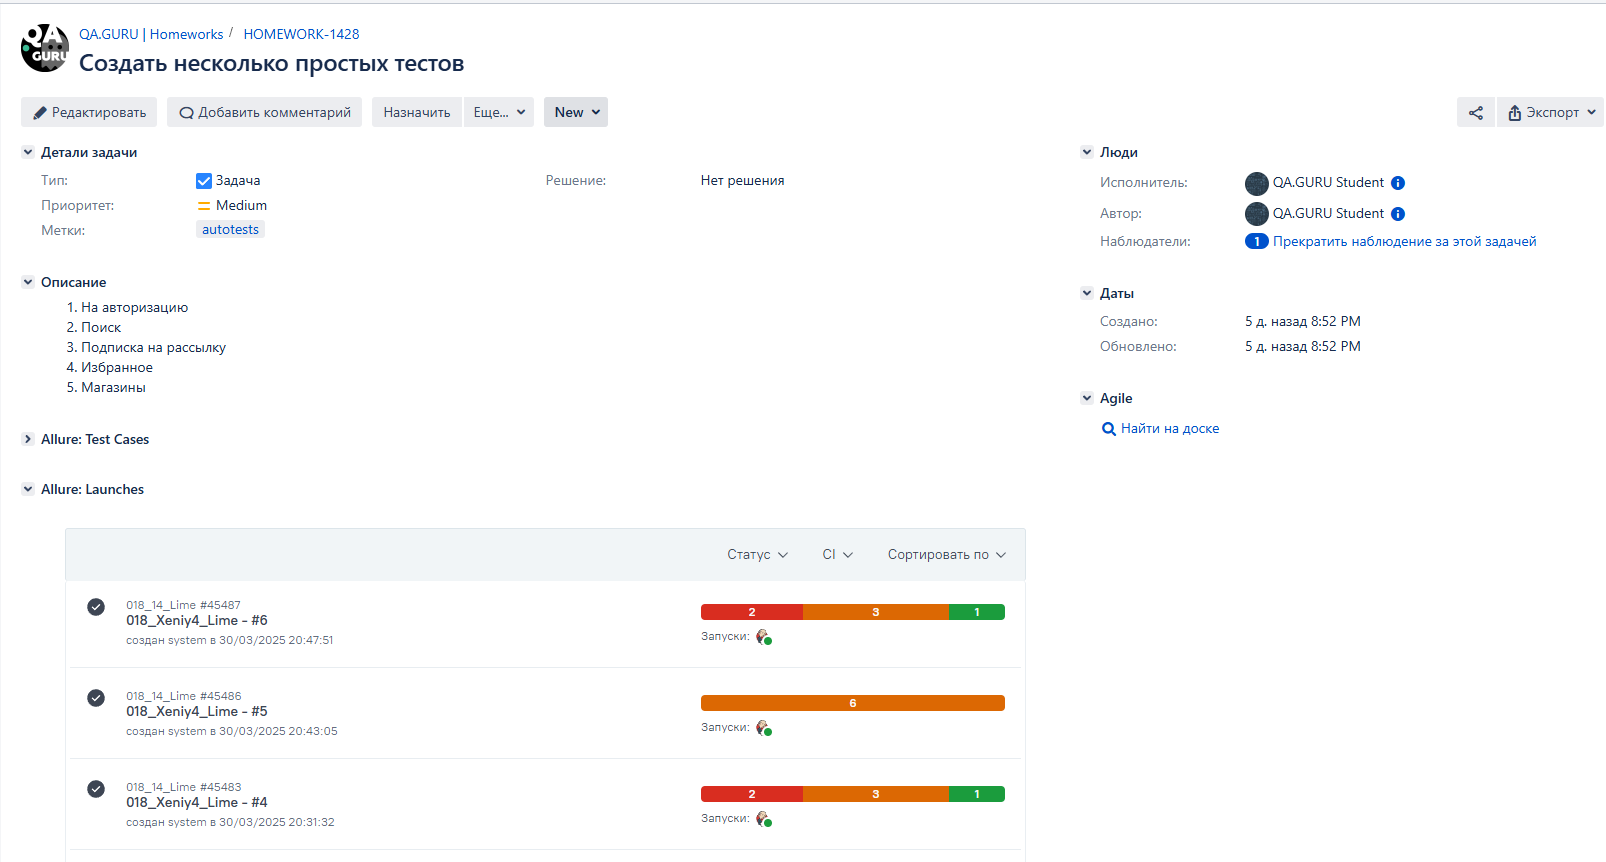 QA
GURU
QA.GURU | Homeworks / HOMEWORK-1428
Создать несколько простых тестов
Редактировать Добавить комментарий Назначить Еще... New Экспорт
Детали задачи
Тип: Задача Решение: Нет решения
Приоритет: Medium
Метки: autotests
Описание
1. На авторизацию
2. Поиск
3. Подписка на рассылку
4. Избранное
5. Магазины
Allure: Test Cases
Allure: Launches
Статус CI Сортировать по
018_14_Lime #45487
018_Xeniy4_Lime - #6
создан system в 30/03/2025 20:47:51
2 3 1
Запуски:
018_14_Lime #45486
018_Xeniy4_Lime - #5
создан system в 30/03/2025 20:43:05
6
Запуски:
018_14_Lime #45483
018_Xeniy4_Lime - #4
создан system в 30/03/2025 20:31:32
2 3 1
Запуски:
Люди
Исполнитель: QA.GURU Student
Автор: QA.GURU Student
Наблюдатели: 1 Прекратить наблюдение за этой задачей
Даты
Создано: 5 д. назад 8:52 PM
Обновлено: 5 д. назад 8:52 PM
Agile
Найти на доске